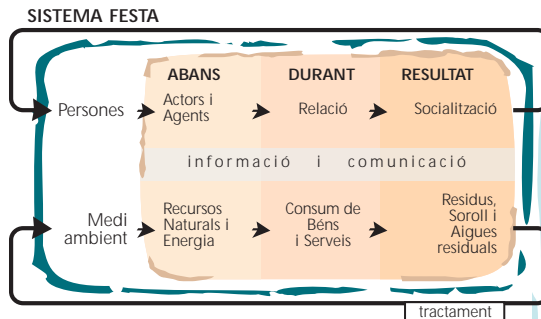 SISTEMA FESTA
ABANS DURANT RESULTAT
Persones
Actors i
Agents
Relació
Socialització
informació i comunicació
Medi
ambient
Recursos
Naturals i
Energia
Consum de
Béns
i Serveis
Residus,
Soroll i
Aigues
residuals
tractament